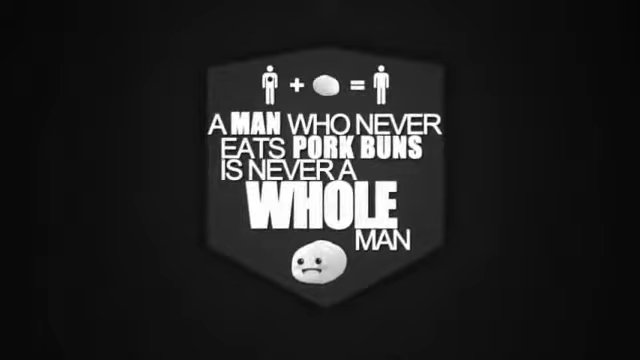 + =
A MAN WHO NEVER
EATS PORK BUNS
IS NEVER A
WHOLE
MAN